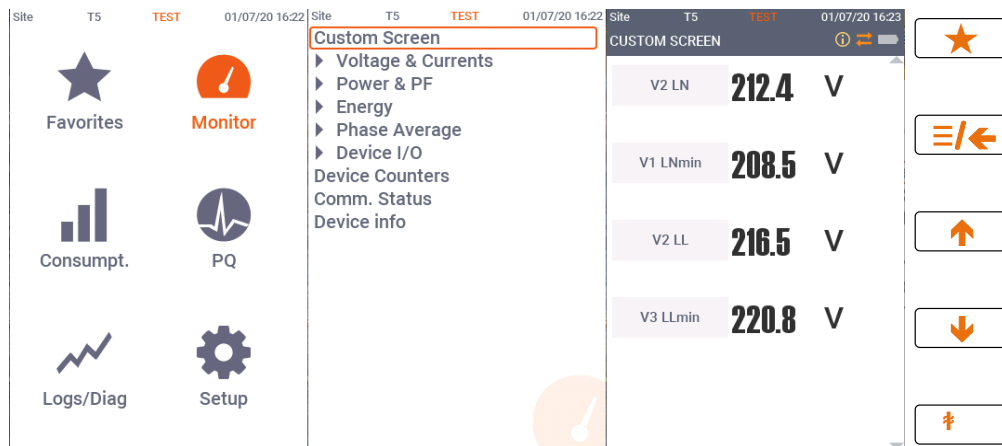 Site T5 TEST 01/07/20 16:22
Favorites Monitor
Consumpt. PQ
Logs/Diag Setup
Site T5 TEST 01/07/20 16:22
Custom Screen
Voltage & Currents
Power & PF
Energy
Phase Average
Device I/O
Device Counters
Comm. Status
Device info
Site T5 TEST 01/07/20 16:23
CUSTOM SCREEN
V2 LN 212.4 V
V1 LNmin 208.5 V
V2 LL 216.5 V
V3 LLmin 220.8 V